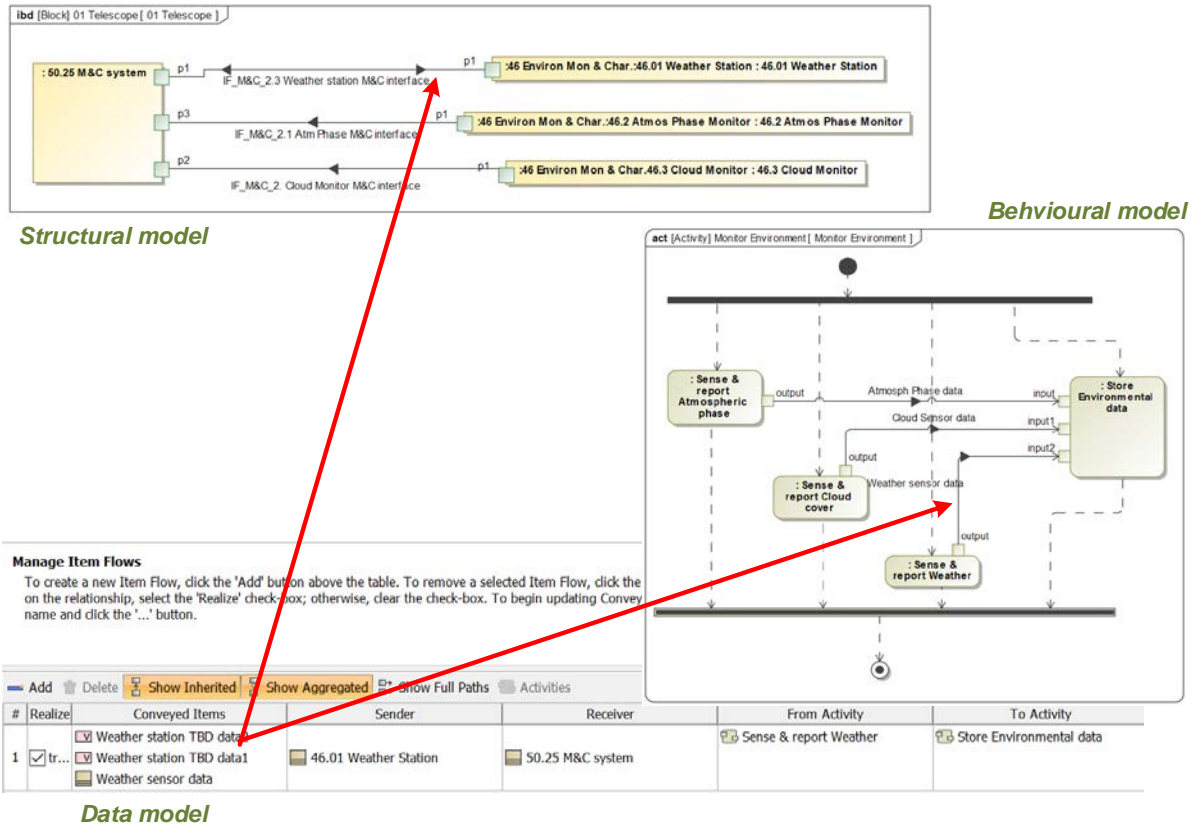 ibd [Block] 01 Telescope [ 01 Telescope ]
: 50.25 M&C system
p1
IF_M&C_2.3 Weather station M&C interface
p1
:46 Environ Mon & Char.:46.01 Weather Station : 46.01 Weather Station
p3
IF_M&C_2.1 Atm Phase M&C interface
p1
:46 Environ Mon & Char.:46.2 Atmos Phase Monitor : 46.2 Atmos Phase Monitor
p2
IF_M&C_2. Cloud Monitor M&C interface
p1
:46 Environ Mon & Char.46.3 Cloud Monitor : 46.3 Cloud Monitor
Structural model
Behvioural model
act [Activity] Monitor Environment [ Monitor Environment ]
: Sense &
report
Atmospheric
phase
output
Atmosph Phase data
input
: Store
Environmental
data
Cloud Sensor data
input1
input2
output
Weather sensor data
: Sense &
report Cloud
cover
output
: Sense &
report Weather
Manage Item Flows
To create a new Item Flow, click the 'Add' button above the table. To remove a selected Item Flow, click the
on the relationship, select the 'Realize' check-box; otherwise, clear the check-box. To begin updating Convey
name and click the '...' button.
Add Delete Show Inherited Show Aggregated Show Full Paths Activities
# Realize Conveyed Items Sender Receiver From Activity To Activity
Weather station TBD
1 tr... Weather station TBD data1 46.01 Weather Station 50.25 M&C system Sense & report Weather Store Environmental data
Weather sensor data
Data model